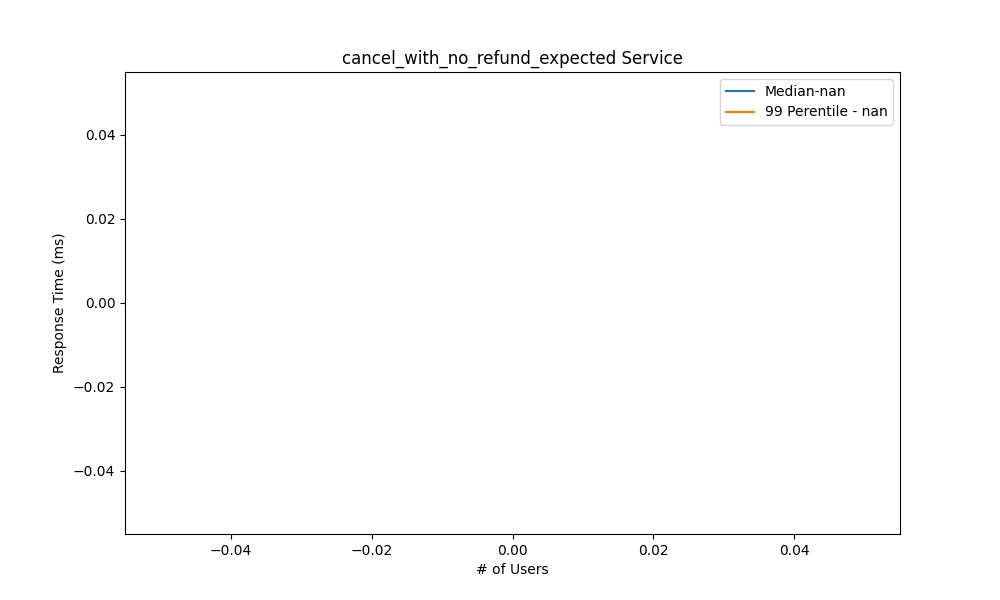 cancel_with_no_refund_expected Service
Median-nan
99 Perentile - nan
0.04
0.02
0.00
−0.02
−0.04
Response Time (ms)
−0.04
−0.02
0.00
0.02
0.04
# of Users